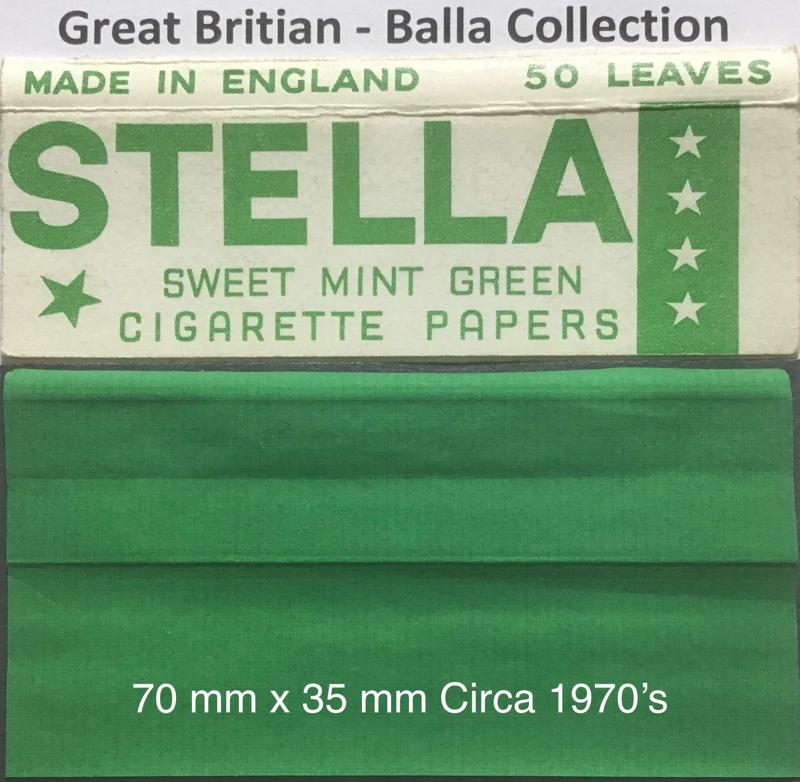 Great Britian - Balla Collection
MADE IN ENGLAND 50 LEAVES
STELLA
SWEET MINT GREEN
CIGARETTE PAPERS
70 mm x 35 mm Circa 1970’s